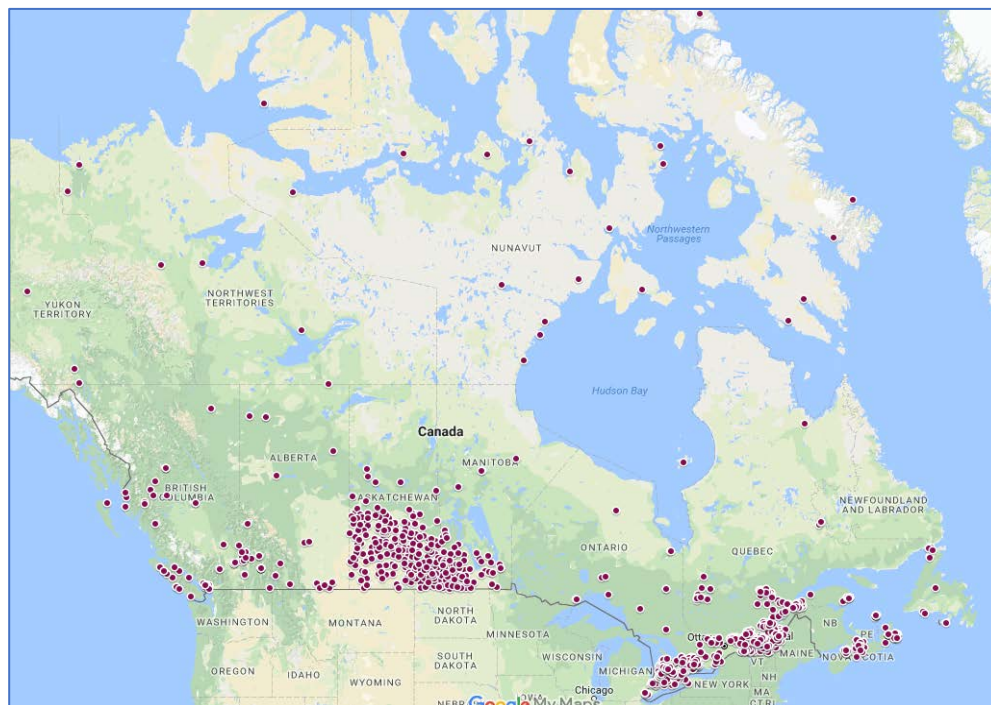 NUNAVUT
Northwestern
Passages
NORTHWEST
TERRITORIES
YUKON
TERRITORY
Hudson Bay
Canada
ALBERTA
MANITOBA
BRITISH
COLUMBIA
SASKATCHEWAN
NEWFOUNDLAND
AND LABRADOR
ONTARIO
QUEBEC
WASHINGTON
MONTANA
NORTH
DAKOTA
MINNESOTA
NB
PE
NOVA SCOTIA
MAINE
VT
OREGON
IDAHO
WYOMING
SOUTH
DAKOTA
WISCONSIN
MICHIGAN
NEW YORK
NH
MA
CT RI
Chicago
Google My Maps